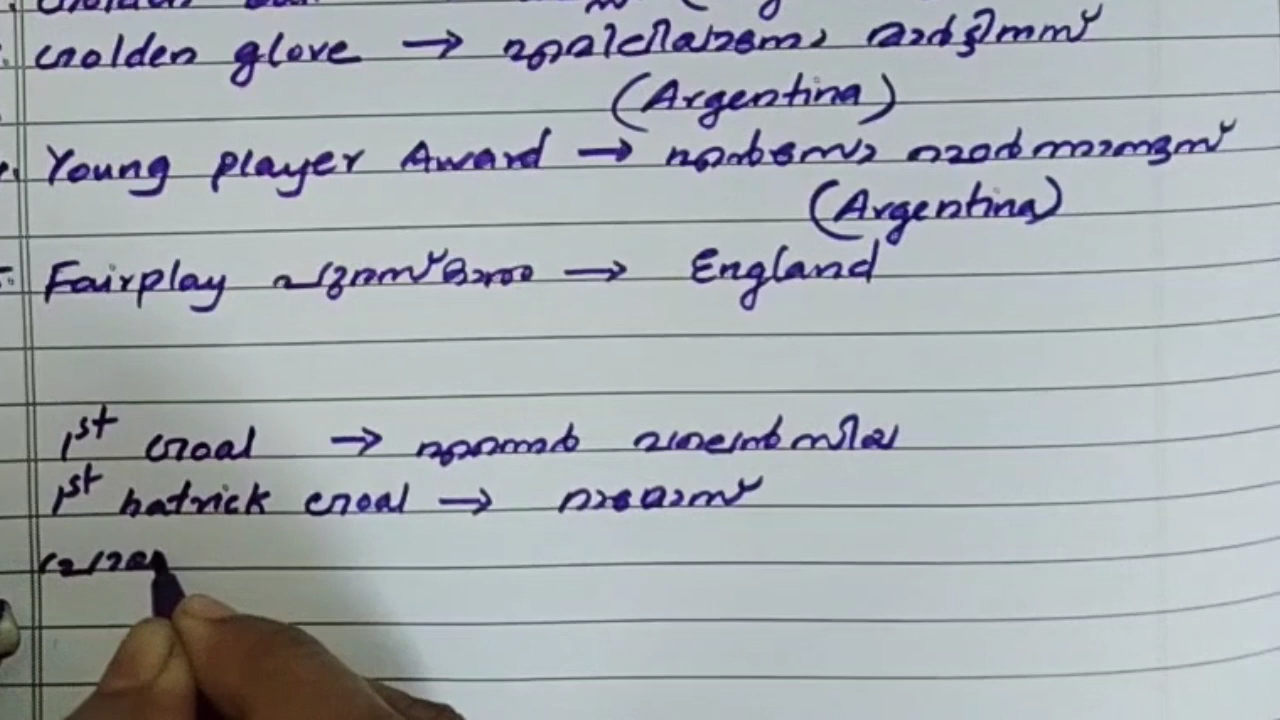 Golden
Golden glove → എമിലിയാനോ മാർട്ടിനസ്
(Argentina)
Young player Award → എൻസോ ഫെർണാണ്ടസ്
(Argentina)
Fairplay പുരസ്കാരം → England
1st Goal → എന്നർ വലൻസിയ
1st hatrick Goal → റാമോസ്